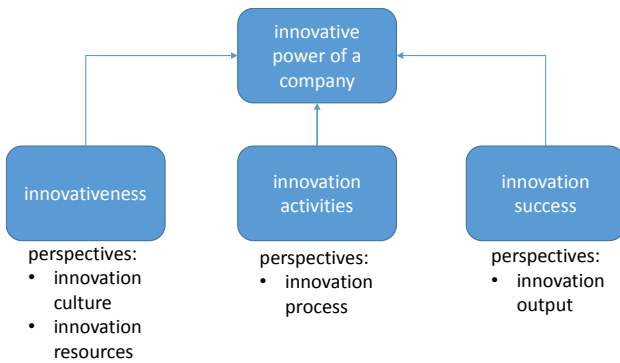 innovative
power of a
company
innovativeness
innovation
activities
innovation
success
perspectives:
• innovation
culture
• innovation
resources
perspectives:
• innovation
process
perspectives:
• innovation
output